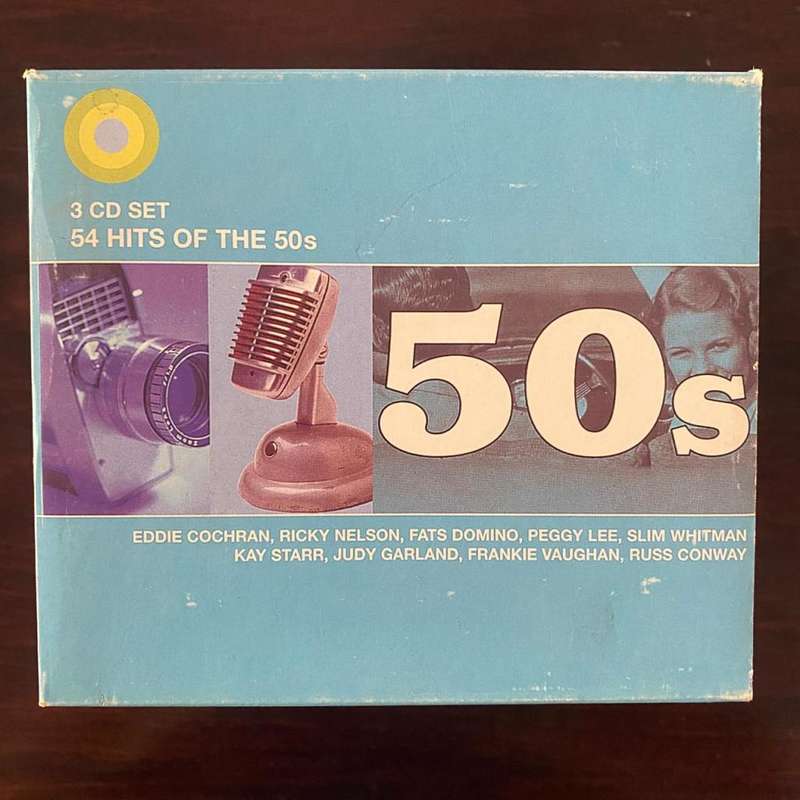 3 CD SET
54 HITS OF THE 50s
50s
EDDIE COCHRAN, RICKY NELSON, FATS DOMINO, PEGGY LEE, SLIM WHITMAN
KAY STARR, JUDY GARLAND, FRANKIE VAUGHAN, RUSS CONWAY